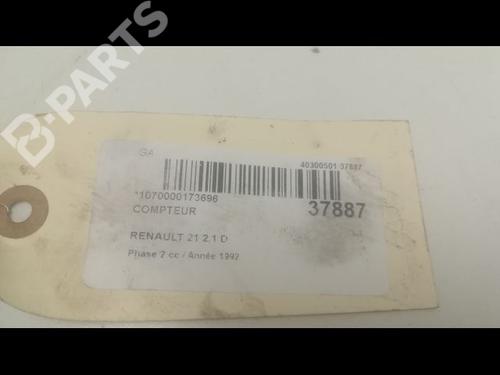 B-PARTS
GA
40300501 37887
*1070000173696
COMPTEUR
37887
RENAULT 21 2.1 D
Phase 2 cc / Année 1992